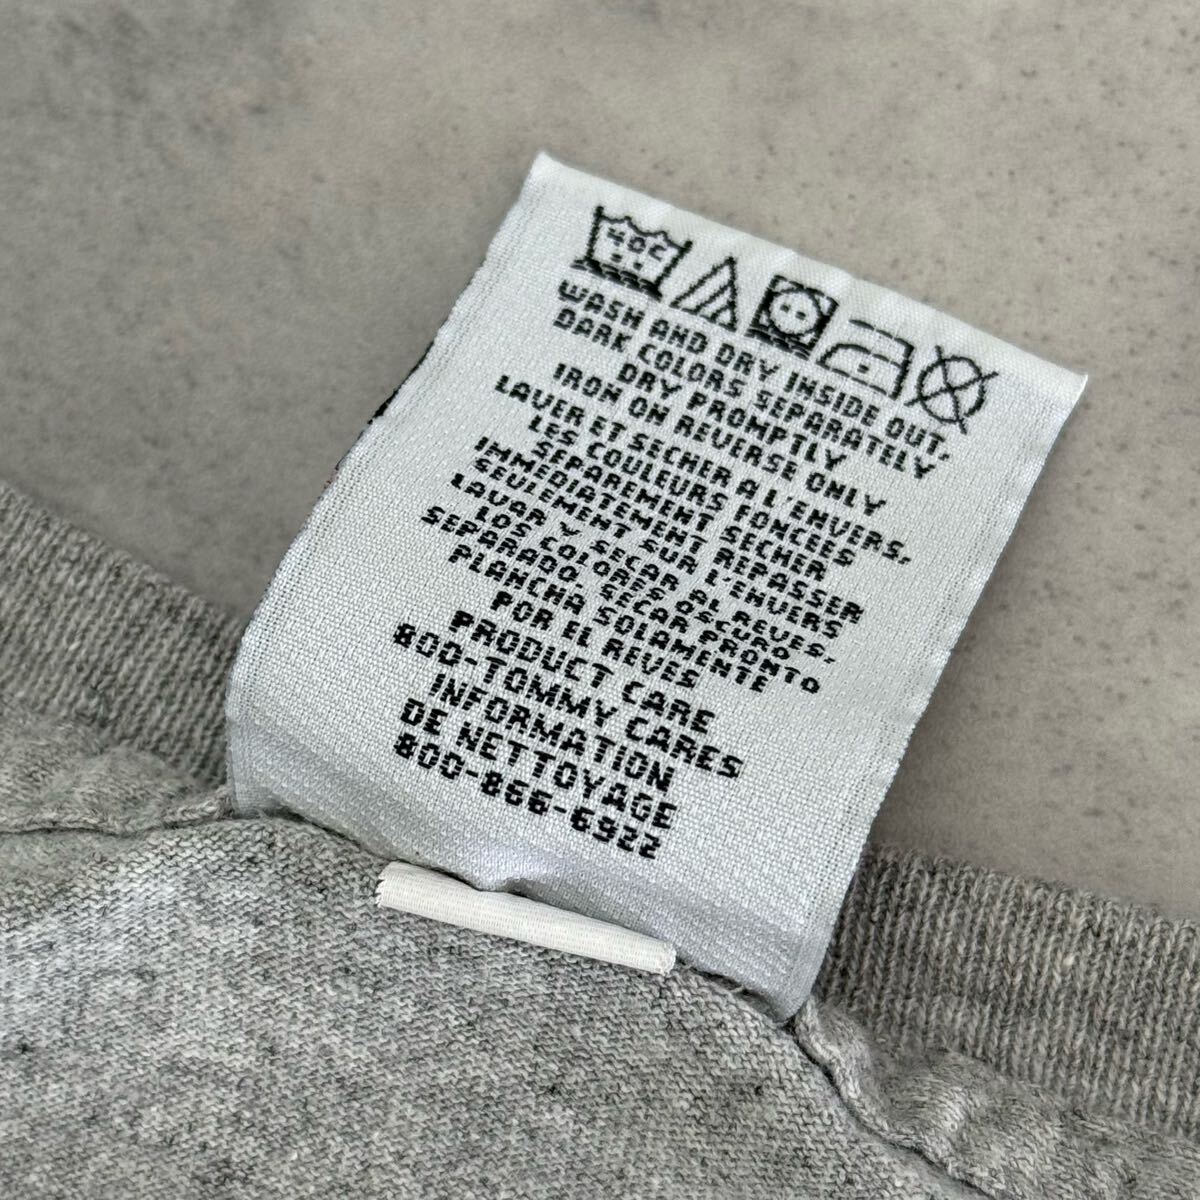 40C
WASH AND DRY INSIDE OUT,
DARK COLORS SEPARATELY
DRY PROMPTLY
IRON ON REVERSE ONLY
LAVER ET SECHER A L'ENVERS,
LES COULEURS FONCEES
SEPAREMENT SECHER
IMMEDIATEMENT REPASSER
SEULEMENT SUR L'ENVERS
LAVAR Y SECAR AL REVES,
LOS COLORES OSCUROS
SEPARADO, SECAR PRONTO
PLANCHA SOLAMENTE
POR EL REVES
PRODUCT CARE
800-TOMMY CARES
INFORMATION
DE NETTOYAGE
800-866-6922